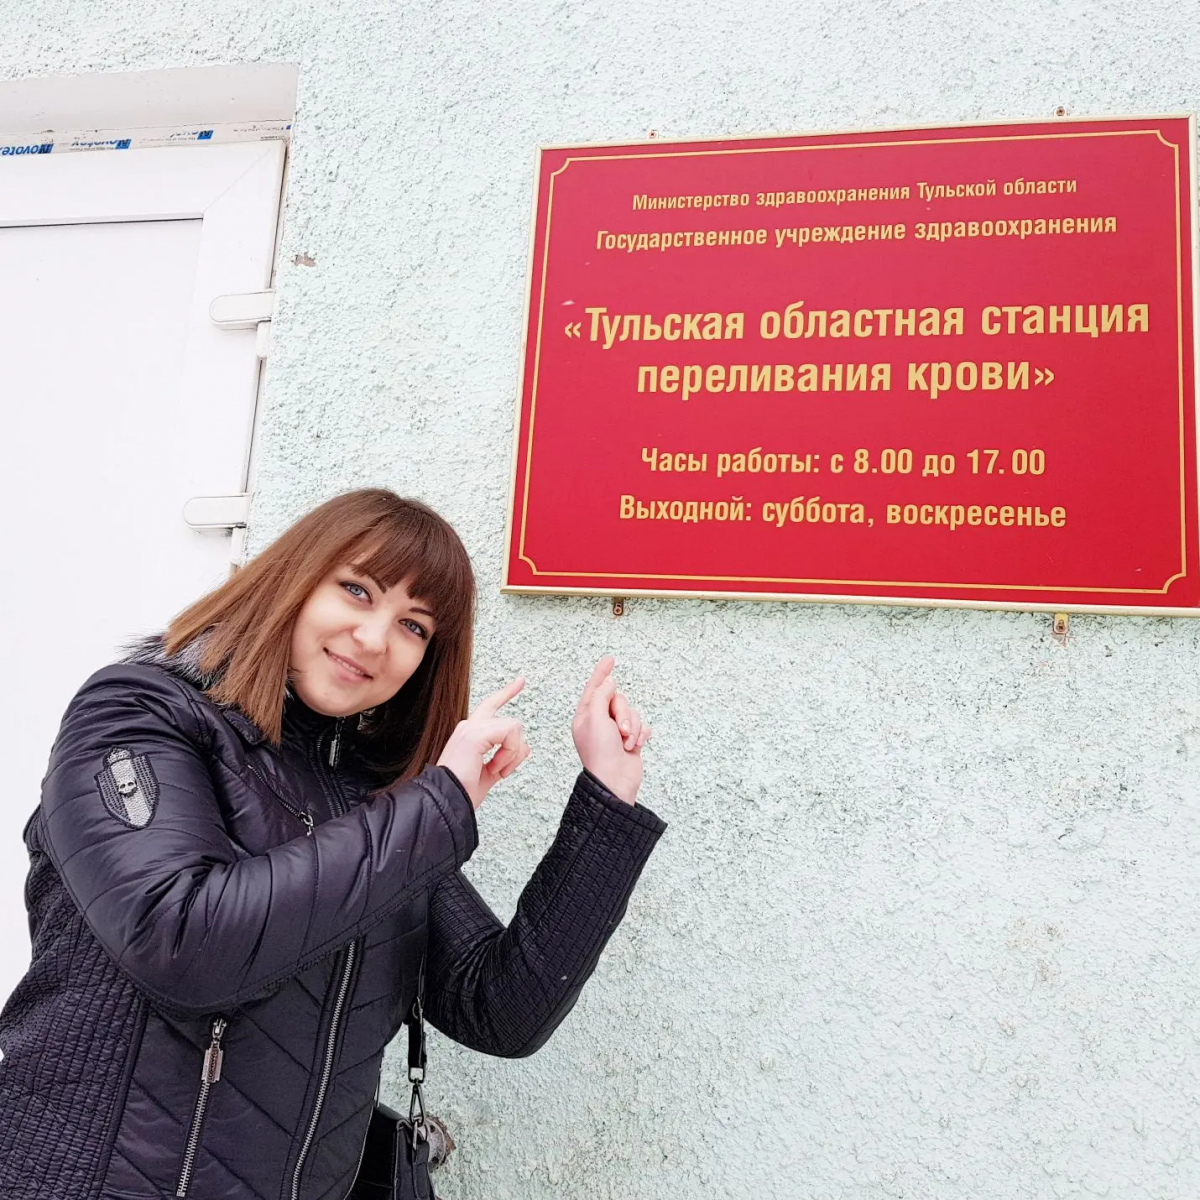 Министерство здравоохранения Тульской области
Государственное учреждение здравоохранения
«Тульская областная станция
переливания крови»
Часы работы: с 8.00 до 17.00
Выходной: суббота, воскресенье